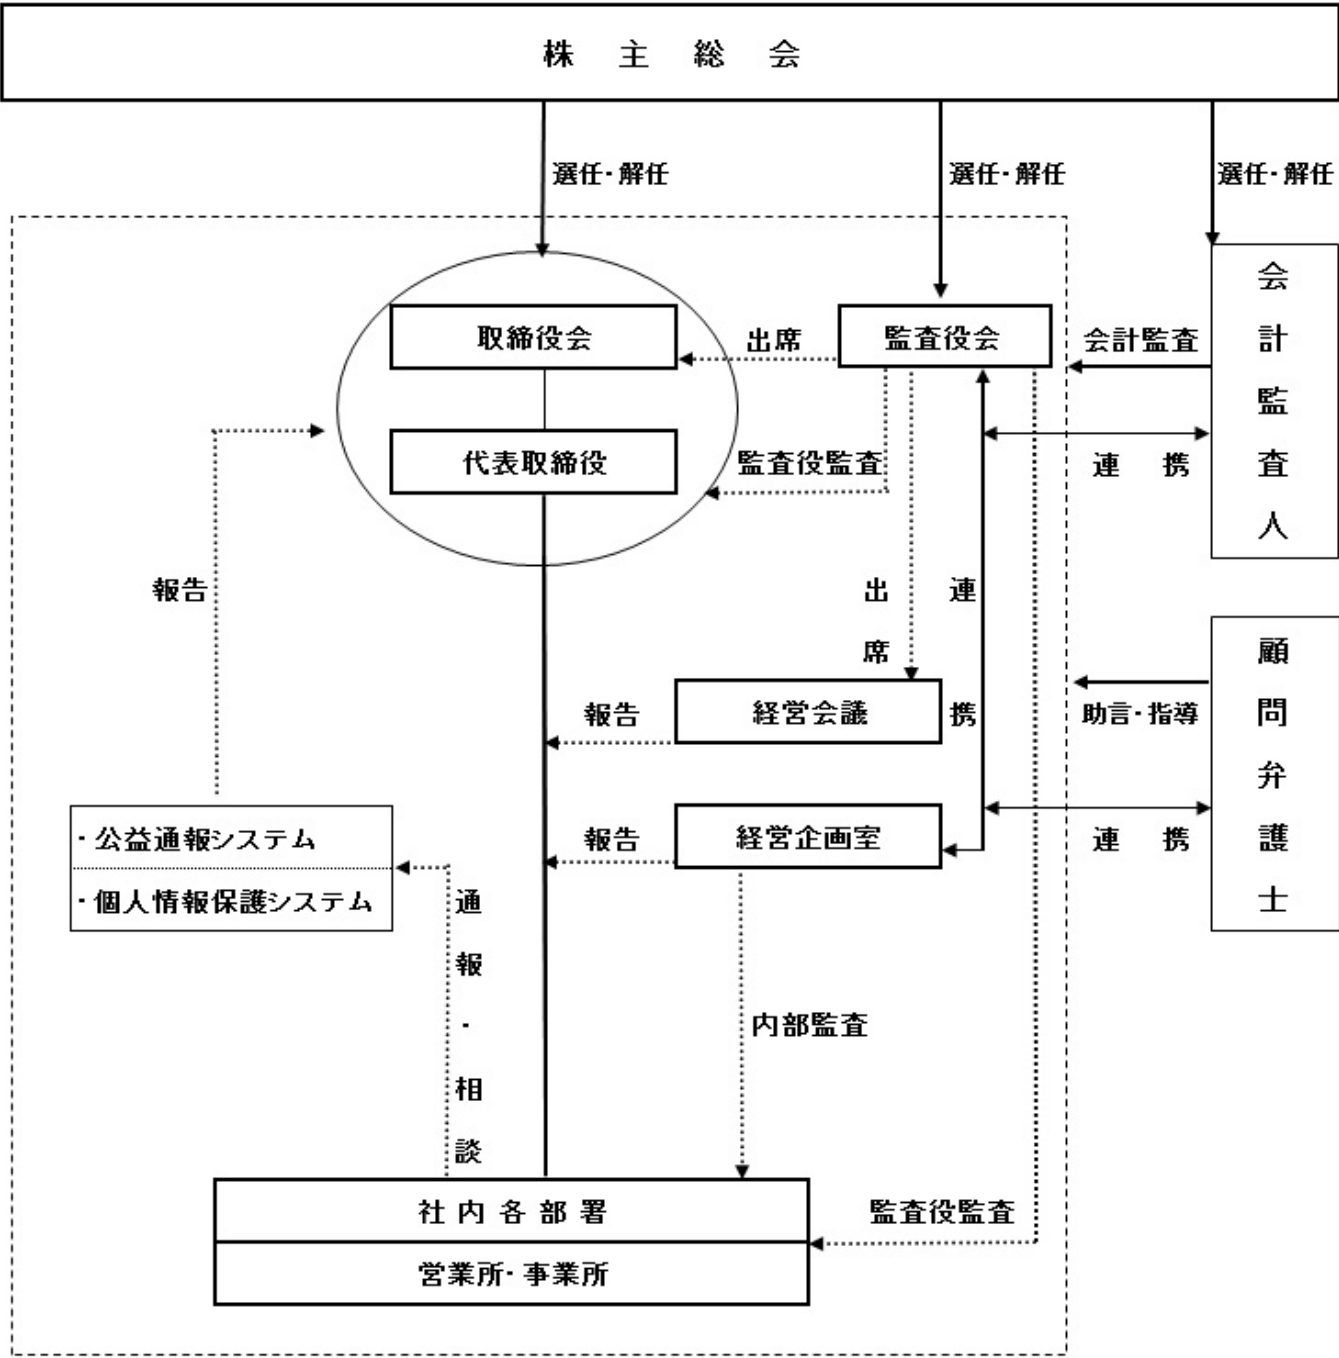 株主総会
選任・解任
選任・解任
選任・解任
取締役会
出席
監査役会
会計監査
会計監査人
代表取締役
監査役監査
連携
報告
出席
連携
顧問弁護士
経営会議
報告
助言・指導
経営企画室
報告
連携
・公益通報システム
・個人情報保護システム
通報・相談
内部監査
社内各部署
監査役監査
営業所・事業所